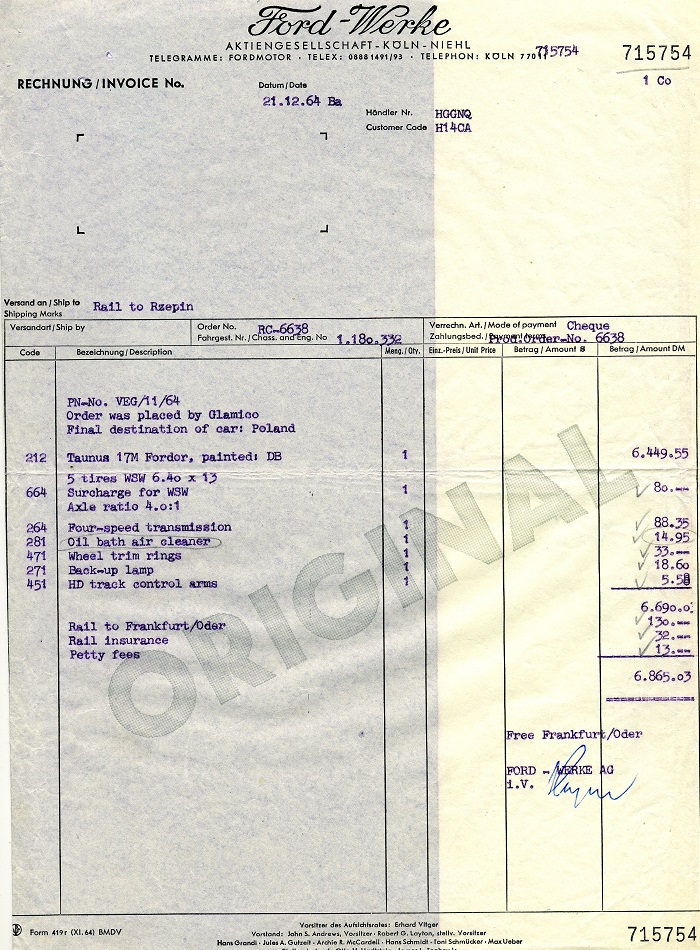 Ford-Werke
AKTIENGESELLSCHAFT - KÖLN - NIEHL
TELEGRAMME: FORDMOTOR · TELEX: 0888 1491/93 · TELEPHON: KÖLN 77011
715754
715754
RECHNUNG / INVOICE No.
1 Co
Datum / Date
21.12.64 Ba
Händler Nr. HGGNQ
Customer Code H14CA
Versand an / Ship to
Shipping Marks
Rail to Rzepin
Versandart / Ship by
Order No. RC-6638
Fahrgest. Nr. / Chass. and Eng. No 1.180.332
Verrechn. Art. / Mode of payment Cheque
Zahlungsbed. / Payment terms Prod.Order-No. 6638
Code Bezeichnung / Description Meng. / Qty. Einz.-Preis / Unit Price Betrag / Amount $ Betrag / Amount DM
PN-No. VEG/11/64
Order was placed by Glamico
Final destination of car: Poland
212 Taunus 17M Fordor, painted: DB 1 6.449.55
5 tires WSW 6.40 x 13
664 Surcharge for WSW 1 80.--
Axle ratio 4.0:1
264 Four-speed transmission 1 88.35
281 Oil bath air cleaner 1 14.95
471 Wheel trim rings 1 33.--
271 Back-up lamp 1 18.60
451 HD track control arms 1 5.58
6.690.03
Rail to Frankfurt/Oder 130.--
Rail insurance 32.--
Petty fees 13.--
6.865.03
ORIGINAL
Free Frankfurt/Oder
FORD - WERKE AG
i.V.
Form 419 r (XI. 64) BMDV
Vorsitzer des Aufsichtsrates: Erhard Vitger
Vorstand: John S. Andrews, Vorsitzer · Robert G. Layton, stellv. Vorsitzer
Hans Grandi · Jules A. Gutzeit · Archie R. McCardell · Hans Schmidt · Toni Schmücker · Max Ueber
715754